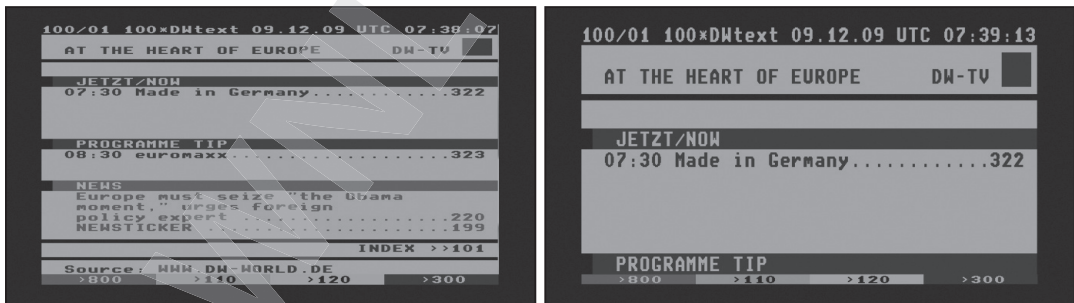 100/01 100*DWtext 09.12.09 UTC 07:38:07
AT THE HEART OF EUROPE DW-TV
JETZT/NOW
07:30 Made in Germany............322
PROGRAMME TIP
08:30 euromaxx...................323
NEWS
Europe must seize "the Obama
moment," urges foreign
policy expert ...................220
NEWSTICKER.......................199
INDEX >>101
Source: WWW.DW-WORLD.DE
>800 >110 >120 >300
100/01 100*DWtext 09.12.09 UTC 07:39:13
AT THE HEART OF EUROPE DW-TV
JETZT/NOW
07:30 Made in Germany............322
PROGRAMME TIP
>800 >110 >120 >300